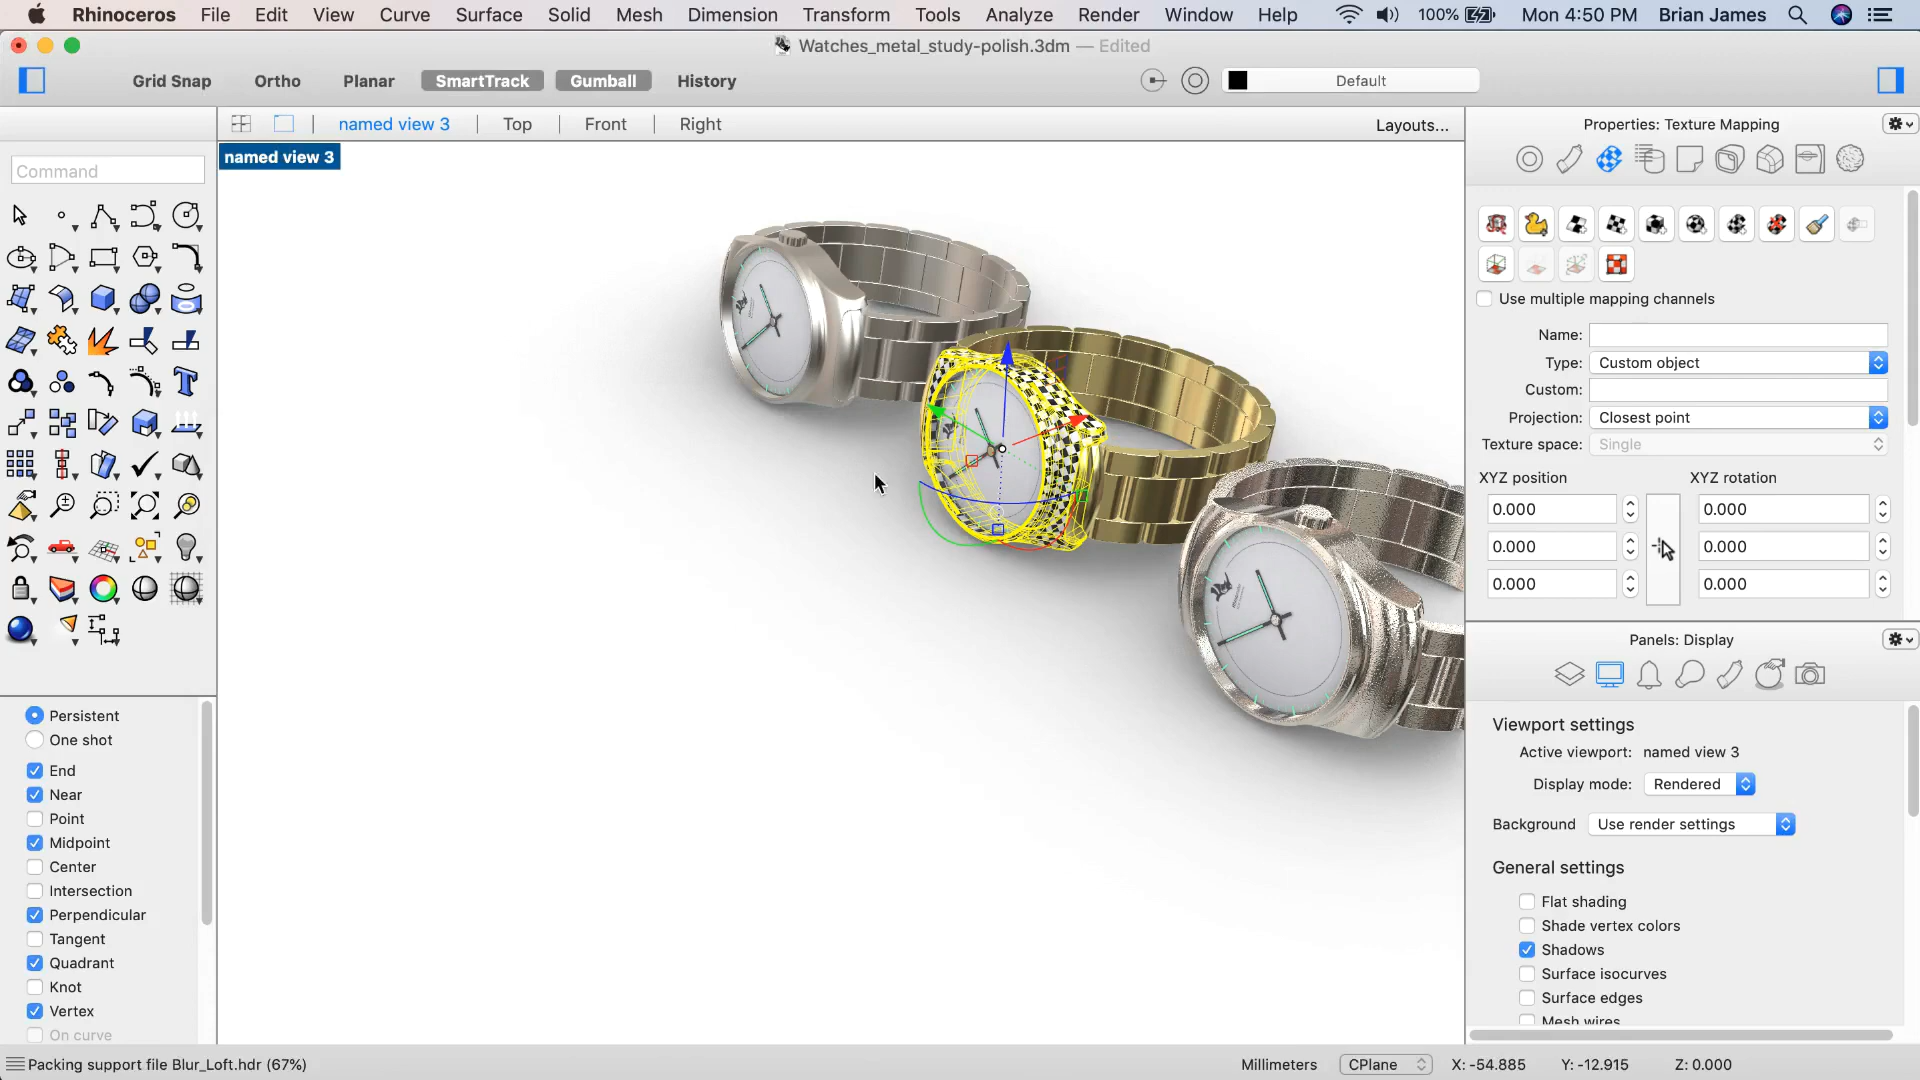 Rhinoceros File Edit View Curve Surface Solid Mesh Dimension Transform Tools Analyze Render Window Help 100% Mon 4:50 PM Brian James
Watches_metal_study-polish.3dm — Edited
Grid Snap Ortho Planar SmartTrack Gumball History Default
named view 3 Top Front Right Layouts...
named view 3
Command
Persistent
One shot
End
Near
Point
Midpoint
Center
Intersection
Perpendicular
Tangent
Quadrant
Knot
Vertex
On curve
Properties: Texture Mapping
Use multiple mapping channels
Name:
Type: Custom object
Custom:
Projection: Closest point
Texture space: Single
XYZ position XYZ rotation
0.000 0.000
0.000 0.000
0.000 0.000
Panels: Display
Viewport settings
Active viewport: named view 3
Display mode: Rendered
Background Use render settings
General settings
Flat shading
Shade vertex colors
Shadows
Surface isocurves
Surface edges
Mesh wires
Packing support file Blur_Loft.hdr (67%)
Millimeters CPlane X: -54.885 Y: -12.915 Z: 0.000